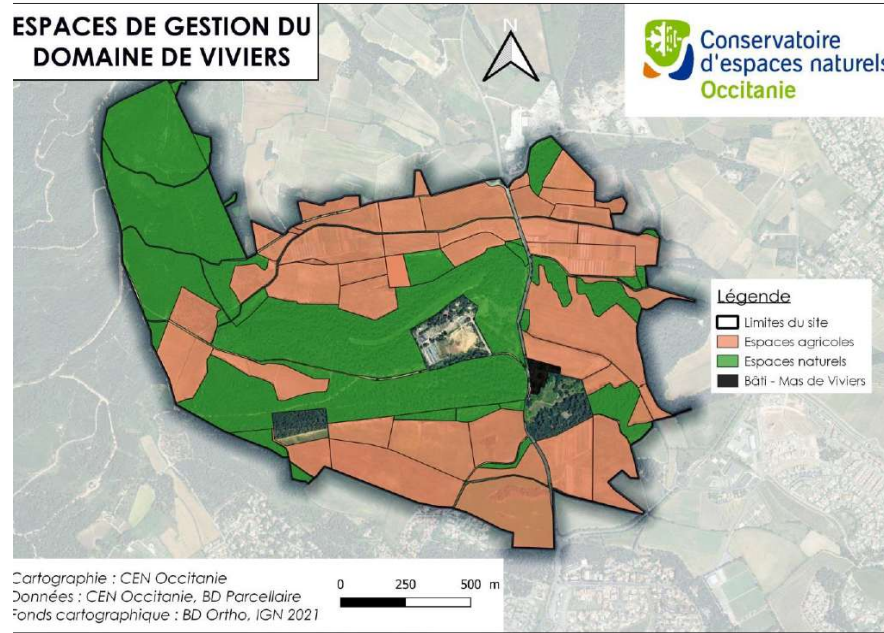 ESPACES DE GESTION DU
DOMAINE DE VIVIERS
N
Conservatoire
d'espaces naturels
Occitanie
Légende
Limites du site
Espaces agricoles
Espaces naturels
Bâti - Mas de Viviers
Cartographie : CEN Occitanie
Données : CEN Occitanie, BD Parcellaire
Fonds cartographique : BD Ortho, IGN 2021
0 250 500 m